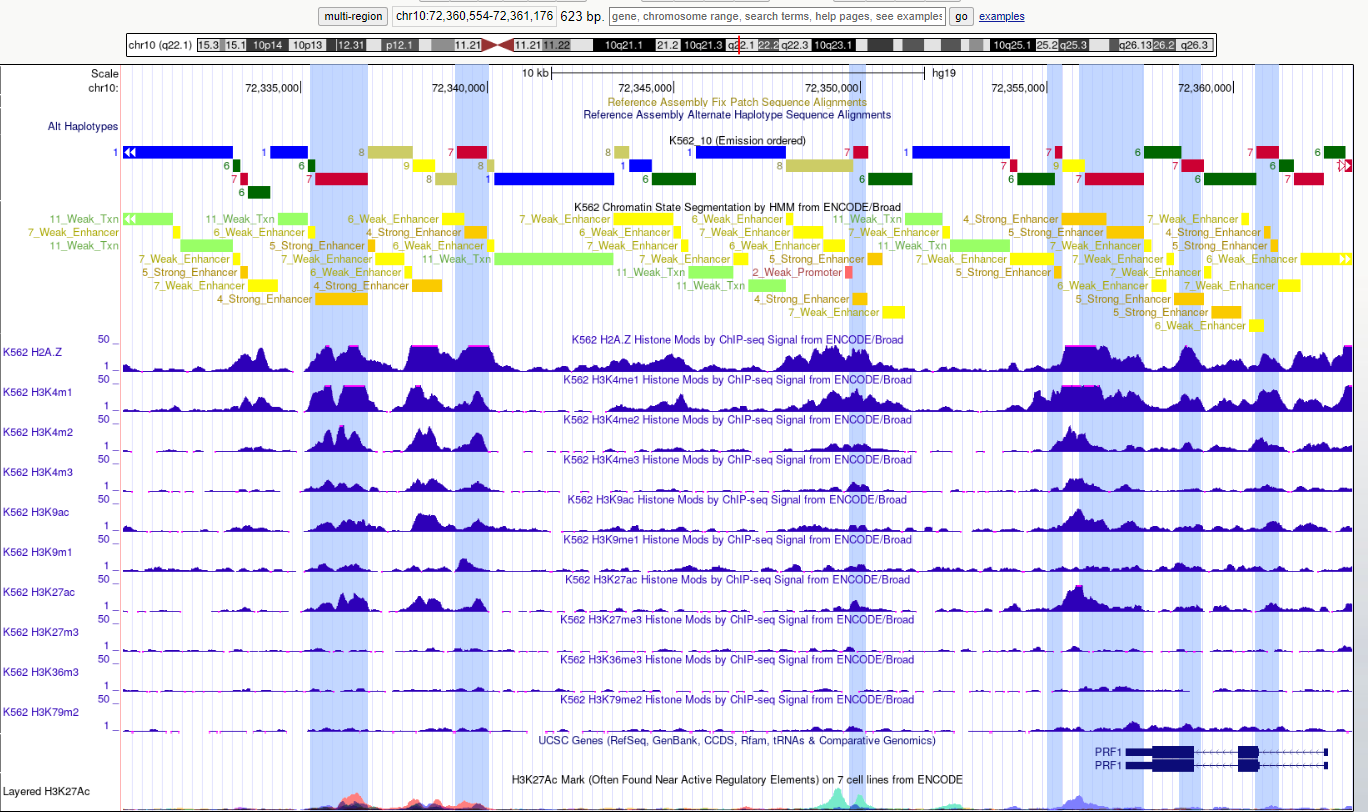 multi-region chr10:72,360,554-72,361,176 623 bp. gene, chromosome range, search terms, help pages, see examples go examples
chr10 (q22.1) 15.3 15.1 10p14 10p13 12.31 p12.1 11.21 11.21 11.22 10q21.1 21.2 10q21.3 q22.1 22.2 q22.3 10q23.1 10q25.1 25.2 q25.3 q26.13 26.2 q26.3
Scale 10 kb hg19
chr10: 72,335,000 72,340,000 72,345,000 72,350,000 72,355,000 72,360,000
Reference Assembly Fix Patch Sequence Alignments
Reference Assembly Alternate Haplotype Sequence Alignments
Alt Haplotypes
K562_10 (Emission ordered)
1 1 8 7 8 1 7 1 7 6 7 6
6 6 9 8 1 8 7 9 7 6 7
7 7 8 1 6 6 6 7 6 7
6
K562 Chromatin State Segmentation by HMM from ENCODE/Broad
11_Weak_Txn 11_Weak_Txn 6_Weak_Enhancer 7_Weak_Enhancer 6_Weak_Enhancer 11_Weak_Txn 4_Strong_Enhancer 7_Weak_Enhancer
7_Weak_Enhancer 6_Weak_Enhancer 4_Strong_Enhancer 6_Weak_Enhancer 7_Weak_Enhancer 7_Weak_Enhancer 5_Strong_Enhancer 4_Strong_Enhancer
11_Weak_Txn 5_Strong_Enhancer 6_Weak_Enhancer 7_Weak_Enhancer 6_Weak_Enhancer 11_Weak_Txn 7_Weak_Enhancer 5_Strong_Enhancer
7_Weak_Enhancer 7_Weak_Enhancer 11_Weak_Txn 7_Weak_Enhancer 5_Strong_Enhancer 7_Weak_Enhancer 7_Weak_Enhancer 6_Weak_Enhancer
5_Strong_Enhancer 6_Weak_Enhancer 11_Weak_Txn 2_Weak_Promoter 5_Strong_Enhancer 7_Weak_Enhancer
7_Weak_Enhancer 4_Strong_Enhancer 11_Weak_Txn 6_Weak_Enhancer 7_Weak_Enhancer
4_Strong_Enhancer 4_Strong_Enhancer 5_Strong_Enhancer
7_Weak_Enhancer 5_Strong_Enhancer
6_Weak_Enhancer
50 K562 H2A.Z Histone Mods by ChIP-seq Signal from ENCODE/Broad
K562 H2A.Z
1
50 K562 H3K4me1 Histone Mods by ChIP-seq Signal from ENCODE/Broad
K562 H3K4m1
1
50 K562 H3K4me2 Histone Mods by ChIP-seq Signal from ENCODE/Broad
K562 H3K4m2
1
50 K562 H3K4me3 Histone Mods by ChIP-seq Signal from ENCODE/Broad
K562 H3K4m3
1
50 K562 H3K9ac Histone Mods by ChIP-seq Signal from ENCODE/Broad
K562 H3K9ac
1
50 K562 H3K9me1 Histone Mods by ChIP-seq Signal from ENCODE/Broad
K562 H3K9m1
1
50 K562 H3K27ac Histone Mods by ChIP-seq Signal from ENCODE/Broad
K562 H3K27ac
1
50 K562 H3K27me3 Histone Mods by ChIP-seq Signal from ENCODE/Broad
K562 H3K27m3
1
50 K562 H3K36me3 Histone Mods by ChIP-seq Signal from ENCODE/Broad
K562 H3K36m3
1
50 K562 H3K79me2 Histone Mods by ChIP-seq Signal from ENCODE/Broad
K562 H3K79m2
1
UCSC Genes (RefSeq, GenBank, CCDS, Rfam, tRNAs & Comparative Genomics)
PRF1
PRF1
H3K27Ac Mark (Often Found Near Active Regulatory Elements) on 7 cell lines from ENCODE
Layered H3K27Ac